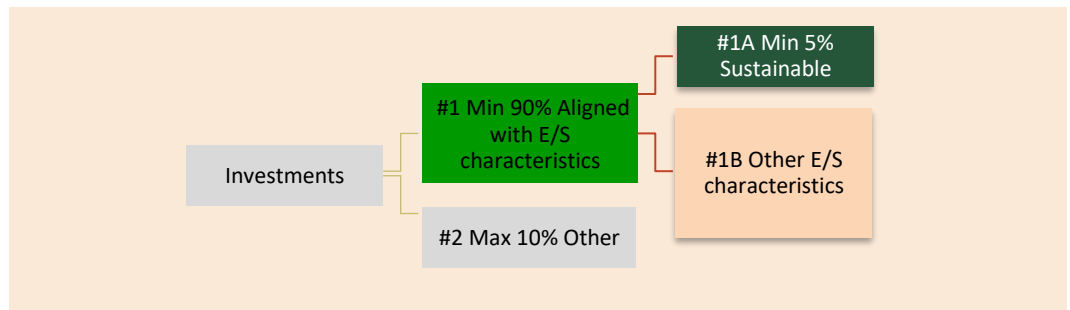 #1A Min 5%
Sustainable
#1 Min 90% Aligned
with E/S
characteristics
#1B Other E/S
characteristics
Investments
#2 Max 10% Other